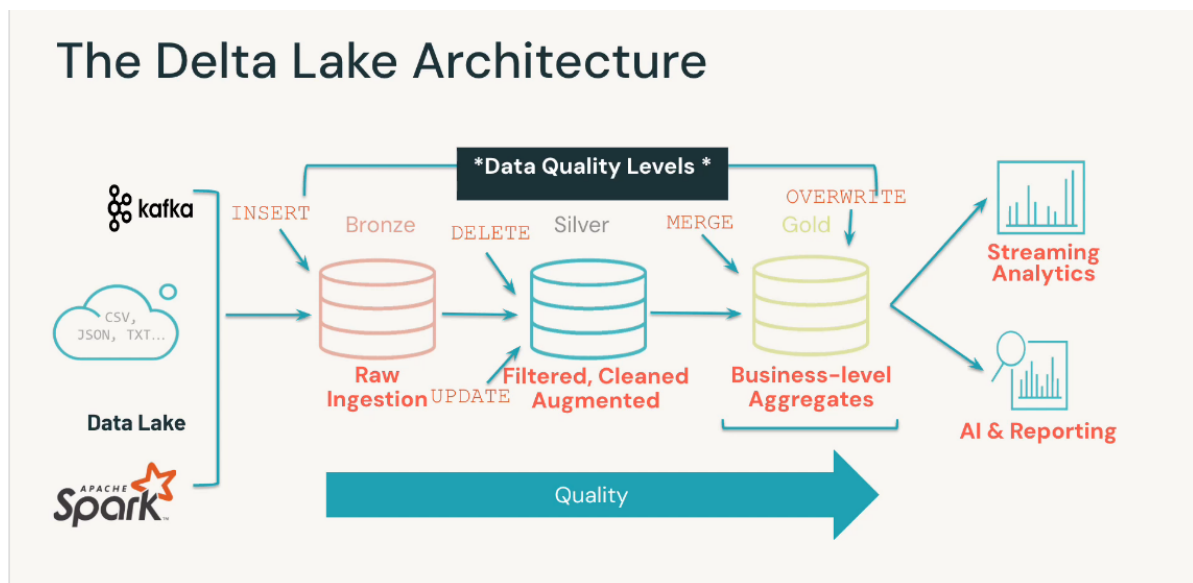 The Delta Lake Architecture
*Data Quality Levels *
kafka
INSERT
Bronze
DELETE
Silver
MERGE
OVERWRITE
Gold
Streaming
Analytics
CSV,
JSON, TXT...
Raw
Ingestion
UPDATE
Filtered, Cleaned
Augmented
Business-level
Aggregates
AI & Reporting
Data Lake
APACHE
Spark™
Quality